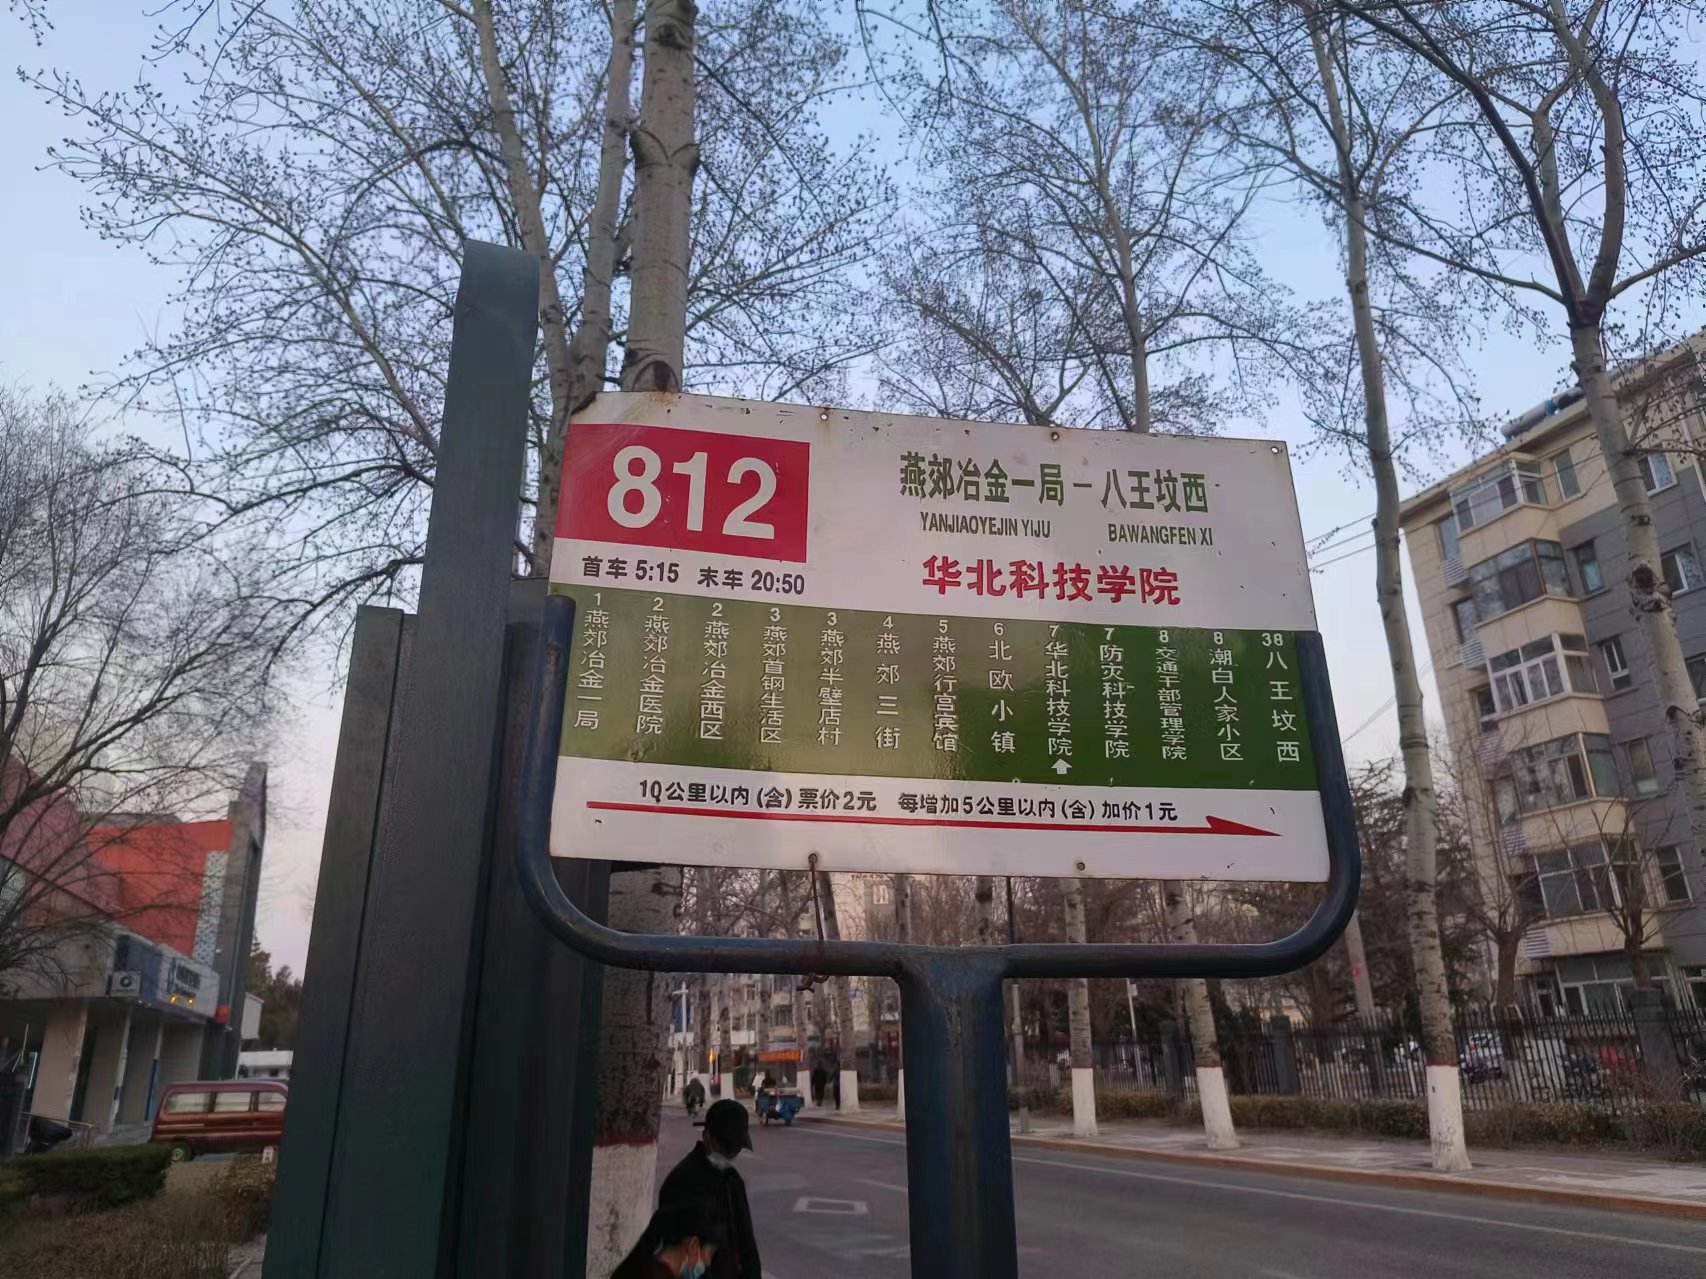 812
燕郊冶金一局－八王坟西
YANJIAOYEJIN YIJU BAWANGFEN XI
首车 5:15 末车 20:50
华北科技学院
1 燕郊冶金一局
2 燕郊冶金医院
2 燕郊冶金西区
3 燕郊首钢生活区
3 燕郊半壁店村
4 燕郊三街
5 燕郊行宫宾馆
6 北欧小镇
7 华北科技学院
7 防灾科技学院
8 交通干部管理学院
8 潮白人家小区
38 八王坟西
10公里以内(含)票价2元 每增加5公里以内(含)加价1元